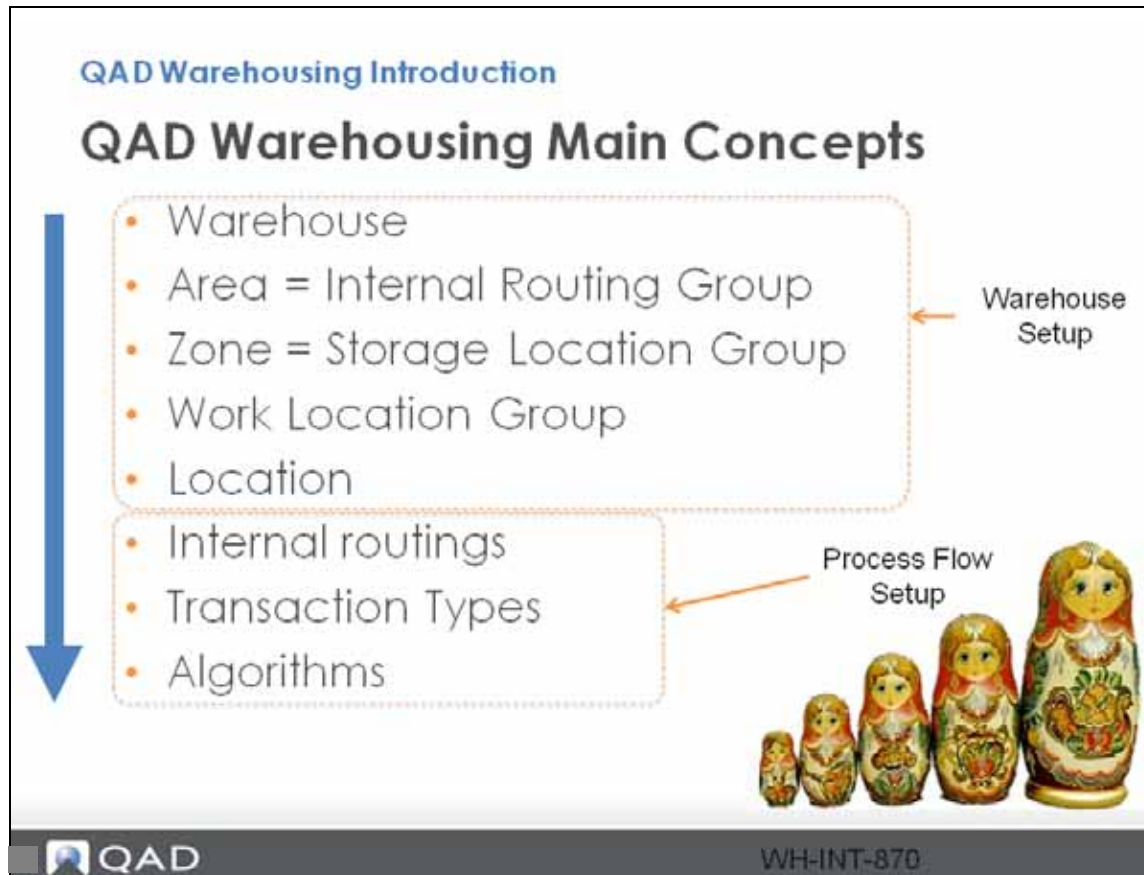 QAD Warehousing Introduction
QAD Warehousing Main Concepts
• Warehouse
• Area = Internal Routing Group
• Zone = Storage Location Group
• Work Location Group
• Location
Warehouse
Setup
• Internal routings
• Transaction Types
• Algorithms
Process Flow
Setup
QAD
WH-INT-870